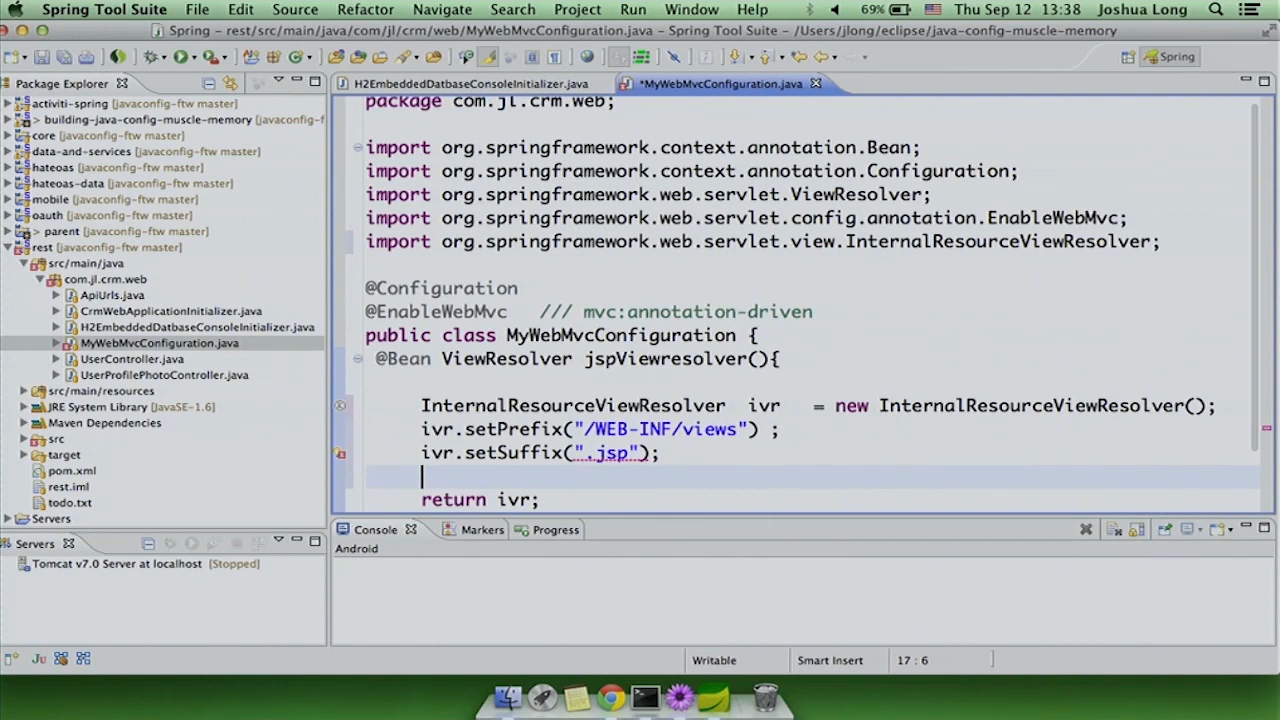 Spring Tool Suite File Edit Source Refactor Navigate Search Project Run Window Help 69% Thu Sep 12 13:38 Joshua Long
Spring - rest/src/main/java/com/jl/crm/web/MyWebMvcConfiguration.java - Spring Tool Suite - /Users/jlong/eclipse/java-config-muscle-memory
Spring
Package Explorer
activiti-spring [javaconfig-ftw master]
> building-java-config-muscle-memory [javaconfig-f
core [javaconfig-ftw master]
data-and-services [javaconfig-ftw master]
hateoas [javaconfig-ftw master]
hateoas-data [javaconfig-ftw master]
mobile [javaconfig-ftw master]
oauth [javaconfig-ftw master]
> parent [javaconfig-ftw master]
rest [javaconfig-ftw master]
src/main/java
com.jl.crm.web
ApiUrls.java
CrmWebApplicationInitializer.java
H2EmbeddedDatbaseConsoleInitializer.java
MyWebMvcConfiguration.java
UserController.java
UserProfilePhotoController.java
src/main/resources
JRE System Library [JavaSE-1.6]
Maven Dependencies
src
target
pom.xml
rest.iml
todo.txt
Servers
H2EmbeddedDatbaseConsoleInitializer.java *MyWebMvcConfiguration.java
package com.jl.crm.web;
import org.springframework.context.annotation.Bean;
import org.springframework.context.annotation.Configuration;
import org.springframework.web.servlet.ViewResolver;
import org.springframework.web.servlet.config.annotation.EnableWebMvc;
import org.springframework.web.servlet.view.InternalResourceViewResolver;
@Configuration
@EnableWebMvc /// mvc:annotation-driven
public class MyWebMvcConfiguration {
@Bean ViewResolver jspViewresolver(){
InternalResourceViewResolver ivr = new InternalResourceViewResolver();
ivr.setPrefix("/WEB-INF/views") ;
ivr.setSuffix(".jsp");
return ivr;
Servers
Tomcat v7.0 Server at localhost [Stopped]
Console Markers Progress
Android
Ju
Writable Smart Insert 17 : 6